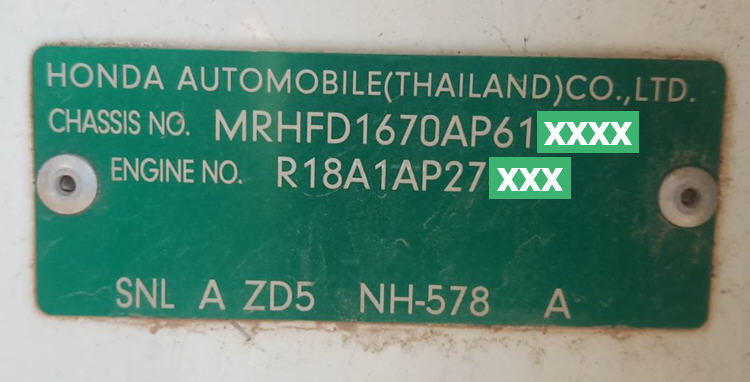 HONDA AUTOMOBILE(THAILAND)CO.,LTD.
CHASSIS NO. MRHFD1670AP61XXXX
ENGINE NO. R18A1AP27XXX
SNL A ZD5 NH-578 A